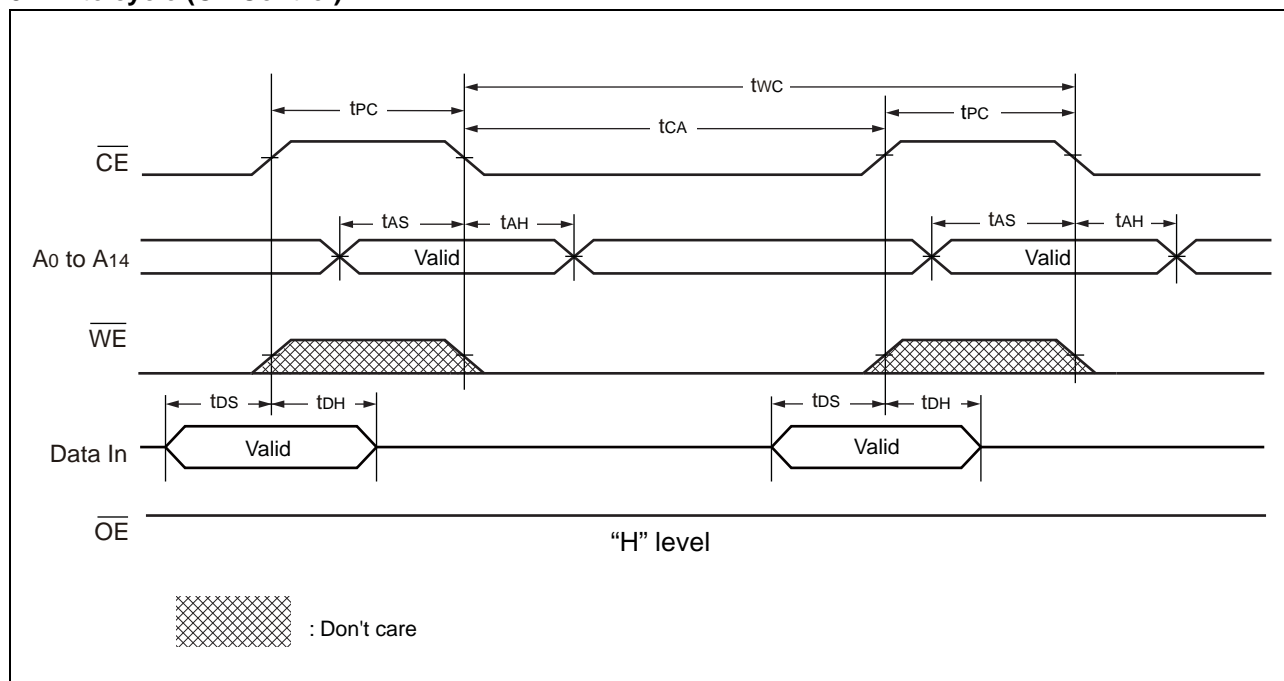 tWC
tPC
tCA
tPC
CE
tAS
tAH
tAS
tAH
A0 to A14
Valid
Valid
WE
tDS
tDH
tDS
tDH
Data In
Valid
Valid
OE
“H” level
: Don't care